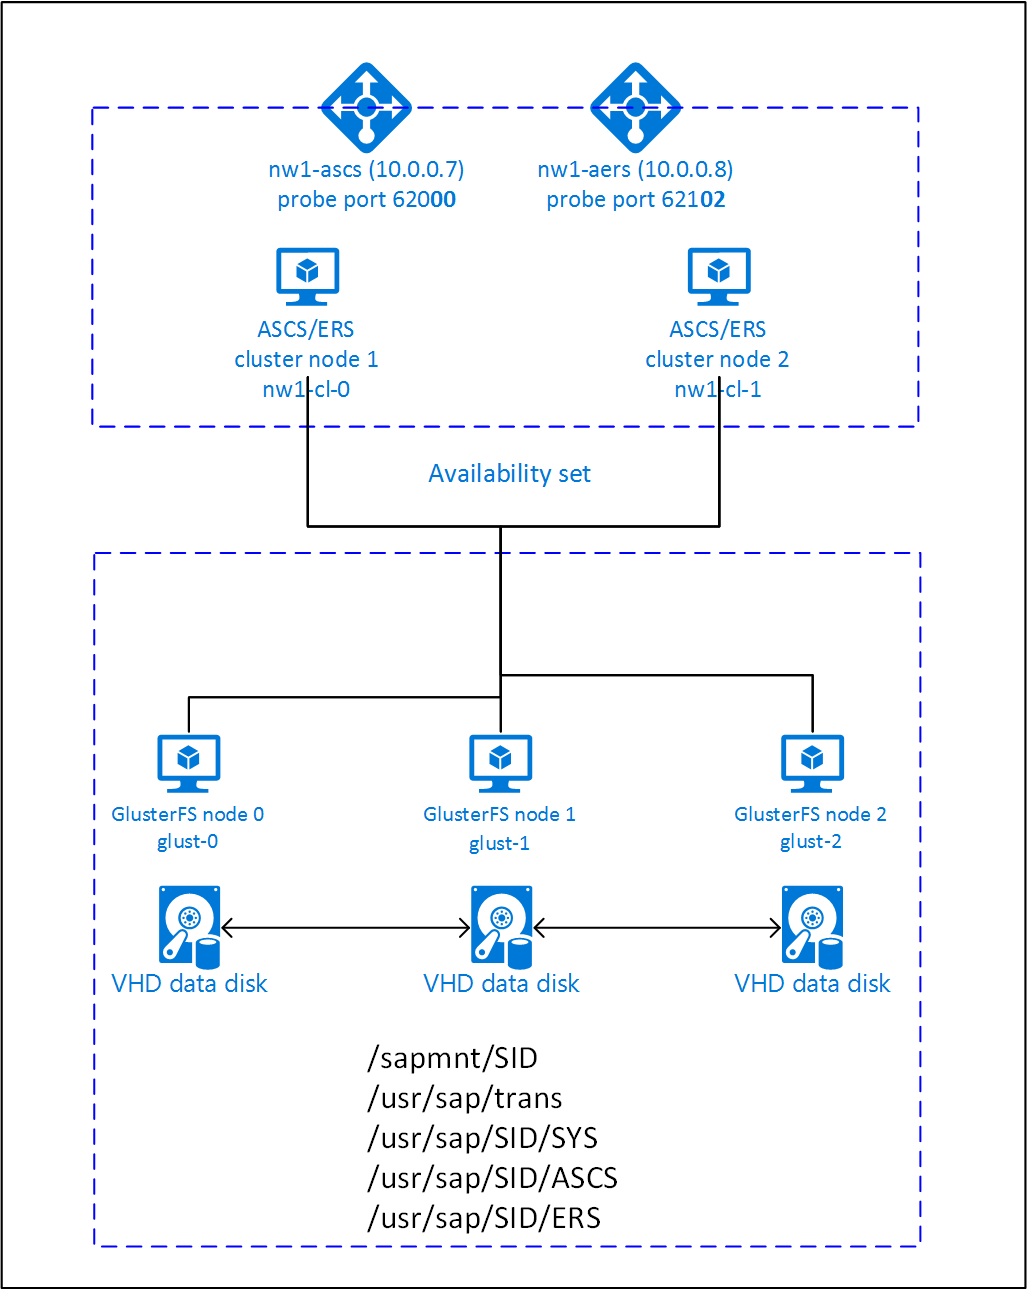 nw1-ascs (10.0.0.7)
probe port 62000
nw1-aers (10.0.0.8)
probe port 62102
ASCS/ERS
cluster node 1
nw1-cl-0
ASCS/ERS
cluster node 2
nw1-cl-1
Availability set
GlusterFS node 0
glust-0
GlusterFS node 1
glust-1
GlusterFS node 2
glust-2
VHD data disk
VHD data disk
VHD data disk
/sapmnt/SID
/usr/sap/trans
/usr/sap/SID/SYS
/usr/sap/SID/ASCS
/usr/sap/SID/ERS